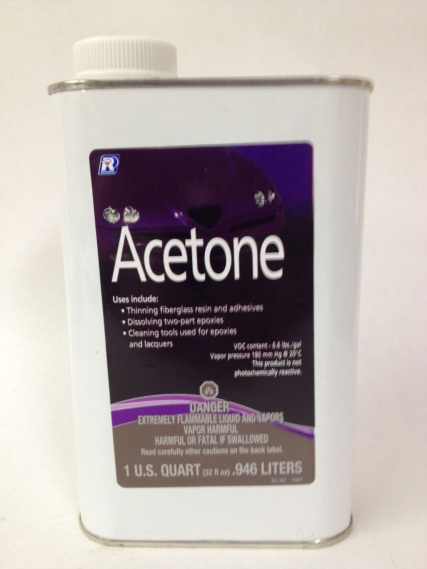 R
Acetone
Uses include:
• Thinning fiberglass resin and adhesives
• Dissolving two-part epoxies
• Cleaning tools used for epoxies
and lacquers
VOC content - 6.6 lbs./gal
Vapor pressure 180 mm Hg @ 20°C
This product is not
photochemically reactive.
DANGER
EXTREMELY FLAMMABLE LIQUID AND VAPORS
VAPOR HARMFUL
HARMFUL OR FATAL IF SWALLOWED
Read carefully other cautions on the back label.
1 U.S. QUART (32 fl oz) .946 LITERS